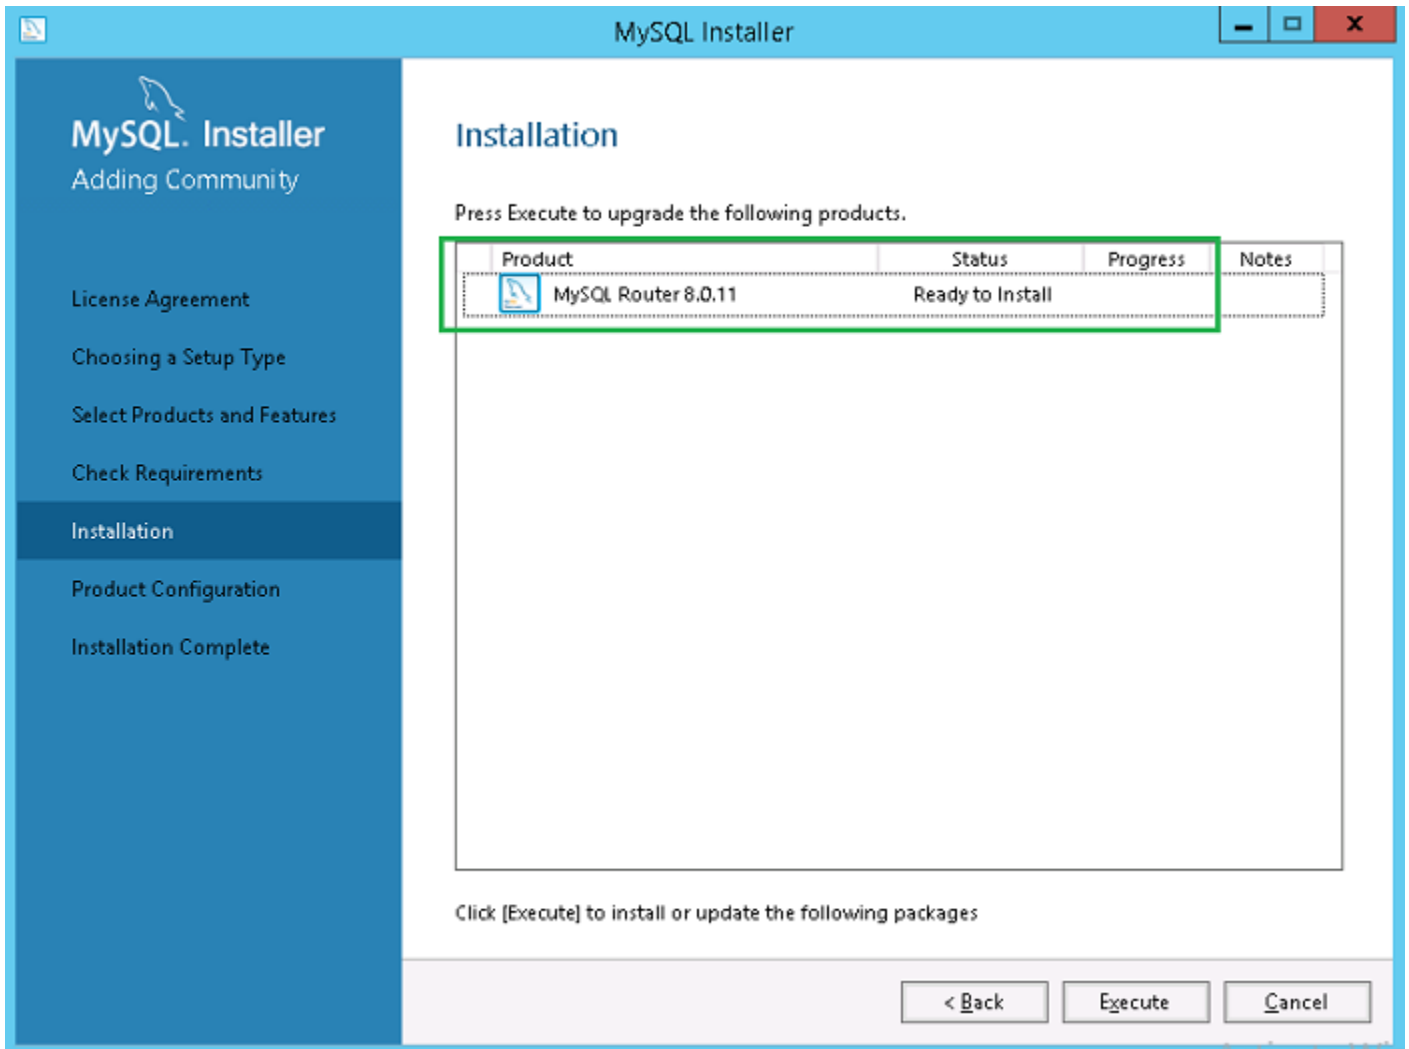 MySQL Installer
MySQL. Installer
Adding Community
License Agreement
Choosing a Setup Type
Select Products and Features
Check Requirements
Installation
Product Configuration
Installation Complete
Installation
Press Execute to upgrade the following products.
Product Status Progress Notes
MySQL Router 8.0.11 Ready to Install
Click [Execute] to install or update the following packages
< Back Execute Cancel